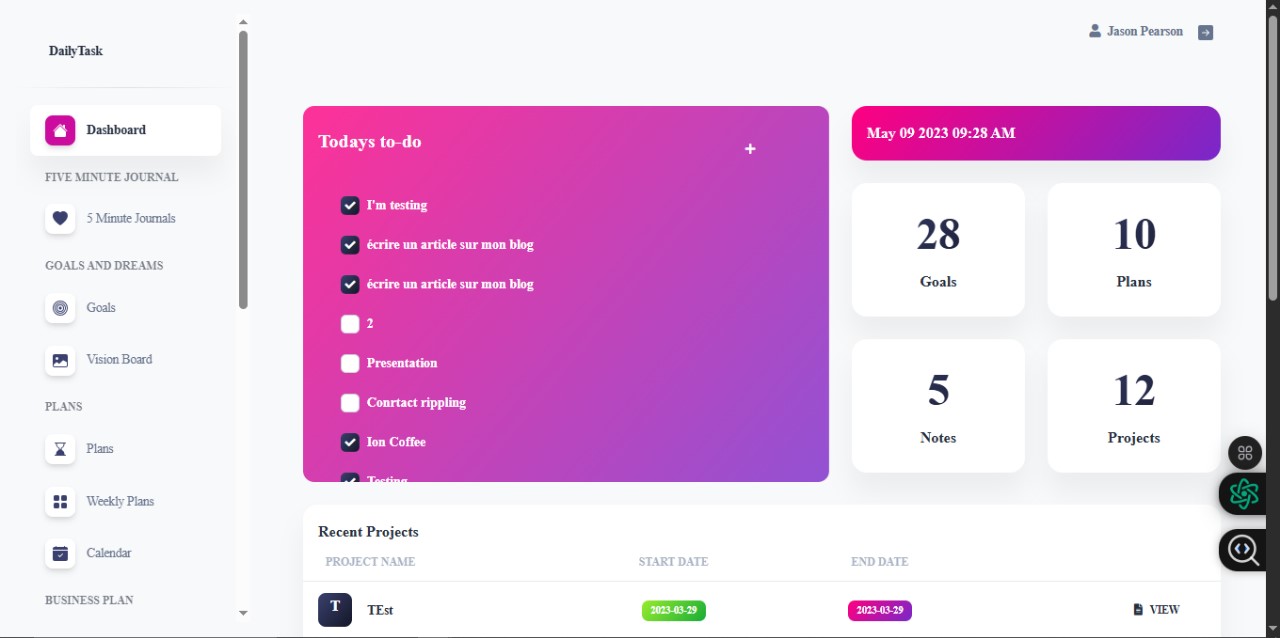 DailyTask
Dashboard
FIVE MINUTE JOURNAL
5 Minute Journals
GOALS AND DREAMS
Goals
Vision Board
PLANS
Plans
Weekly Plans
Calendar
BUSINESS PLAN
Jason Pearson
Todays to-do
+
I'm testing
écrire un article sur mon blog
écrire un article sur mon blog
2
Presentation
Conrtact rippling
Ion Coffee
Testing
May 09 2023 09:28 AM
28
Goals
10
Plans
5
Notes
12
Projects
Recent Projects
PROJECT NAME START DATE END DATE
T TEst 2023-03-29 2023-03-29 VIEW